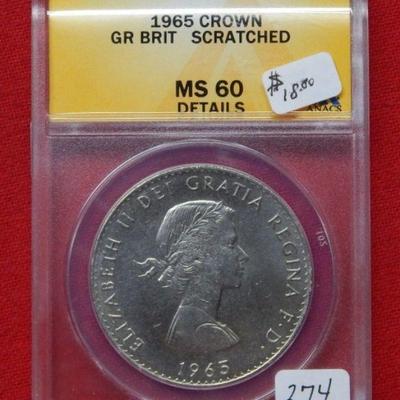 1965 CROWN
GR BRIT SCRATCHED
MS 60
DETAILS
$18.00
ANACS
ELIZABETH II DEI GRATIA REGINA F·D·
1965
274